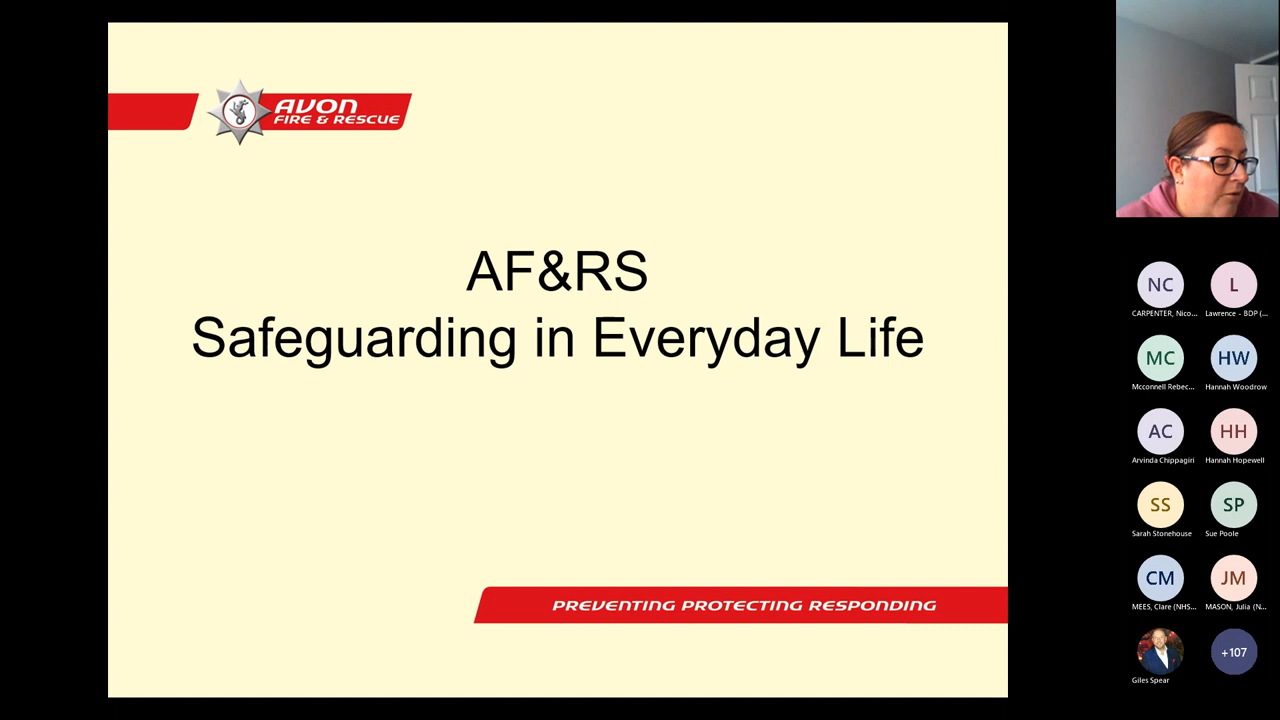 AVON
FIRE & RESCUE
AF&RS
Safeguarding in Everyday Life
PREVENTING PROTECTING RESPONDING
NC
L
CARPENTER, Nico...
Lawrence - BDP (...
MC
HW
Mcconnell Rebec...
Hannah Woodrow
AC
HH
Arvinda Chippagiri
Hannah Hopewell
SS
SP
Sarah Stonehouse
Sue Poole
CM
JM
MEES, Clare (NHS...
MASON, Julia (N...
+107
Giles Spear